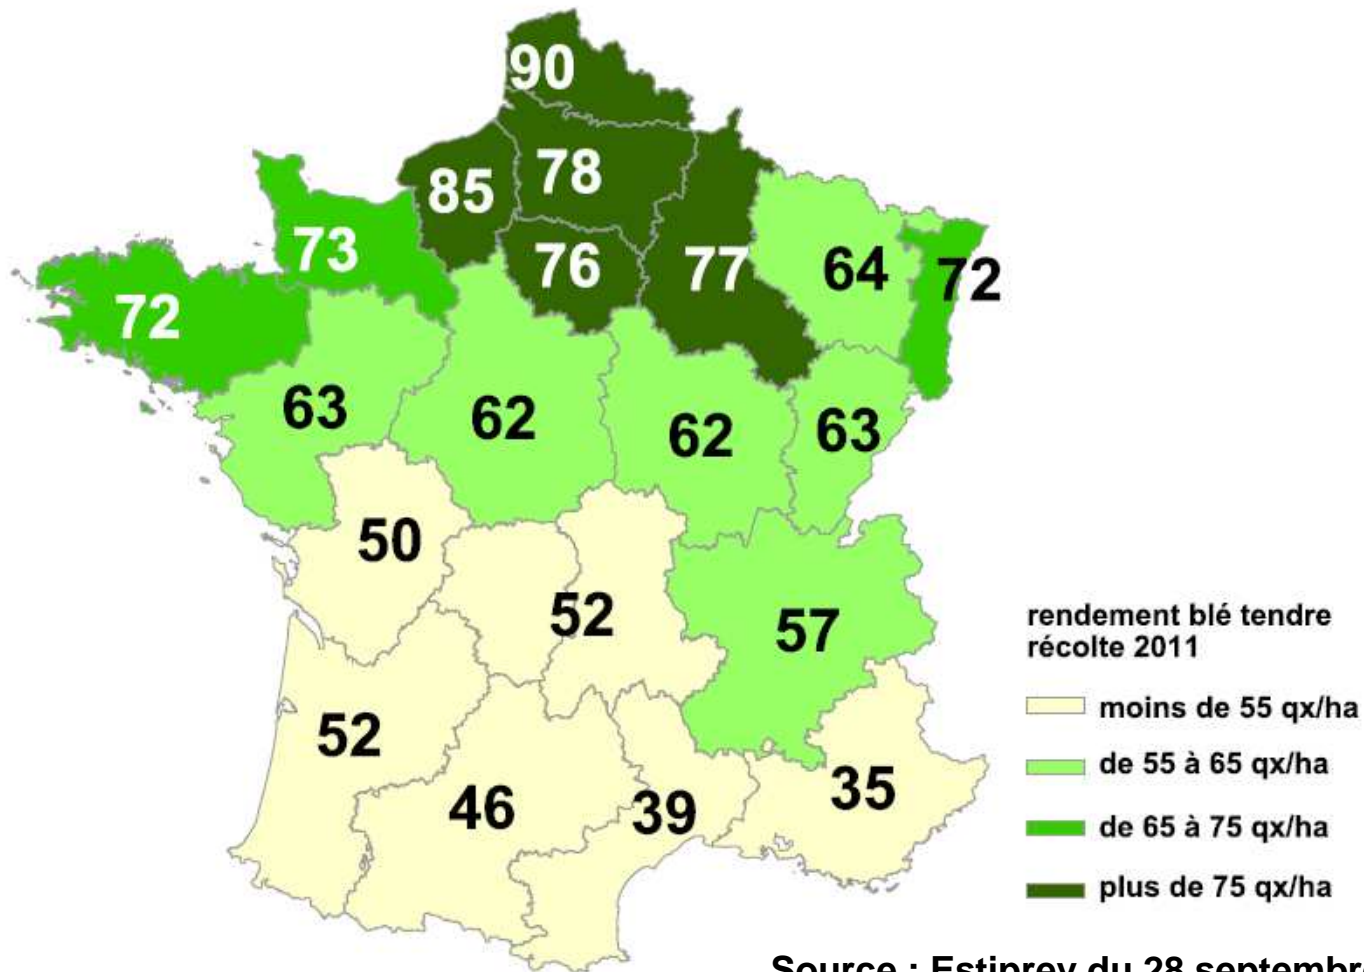 90
78
85
73
76
77
64
72
72
63
62
62
63
50
52
57
52
46
39
35
rendement blé tendre
récolte 2011
moins de 55 qx/ha
de 55 à 65 qx/ha
de 65 à 75 qx/ha
plus de 75 qx/ha
Source : Estiprev du 28 septembr